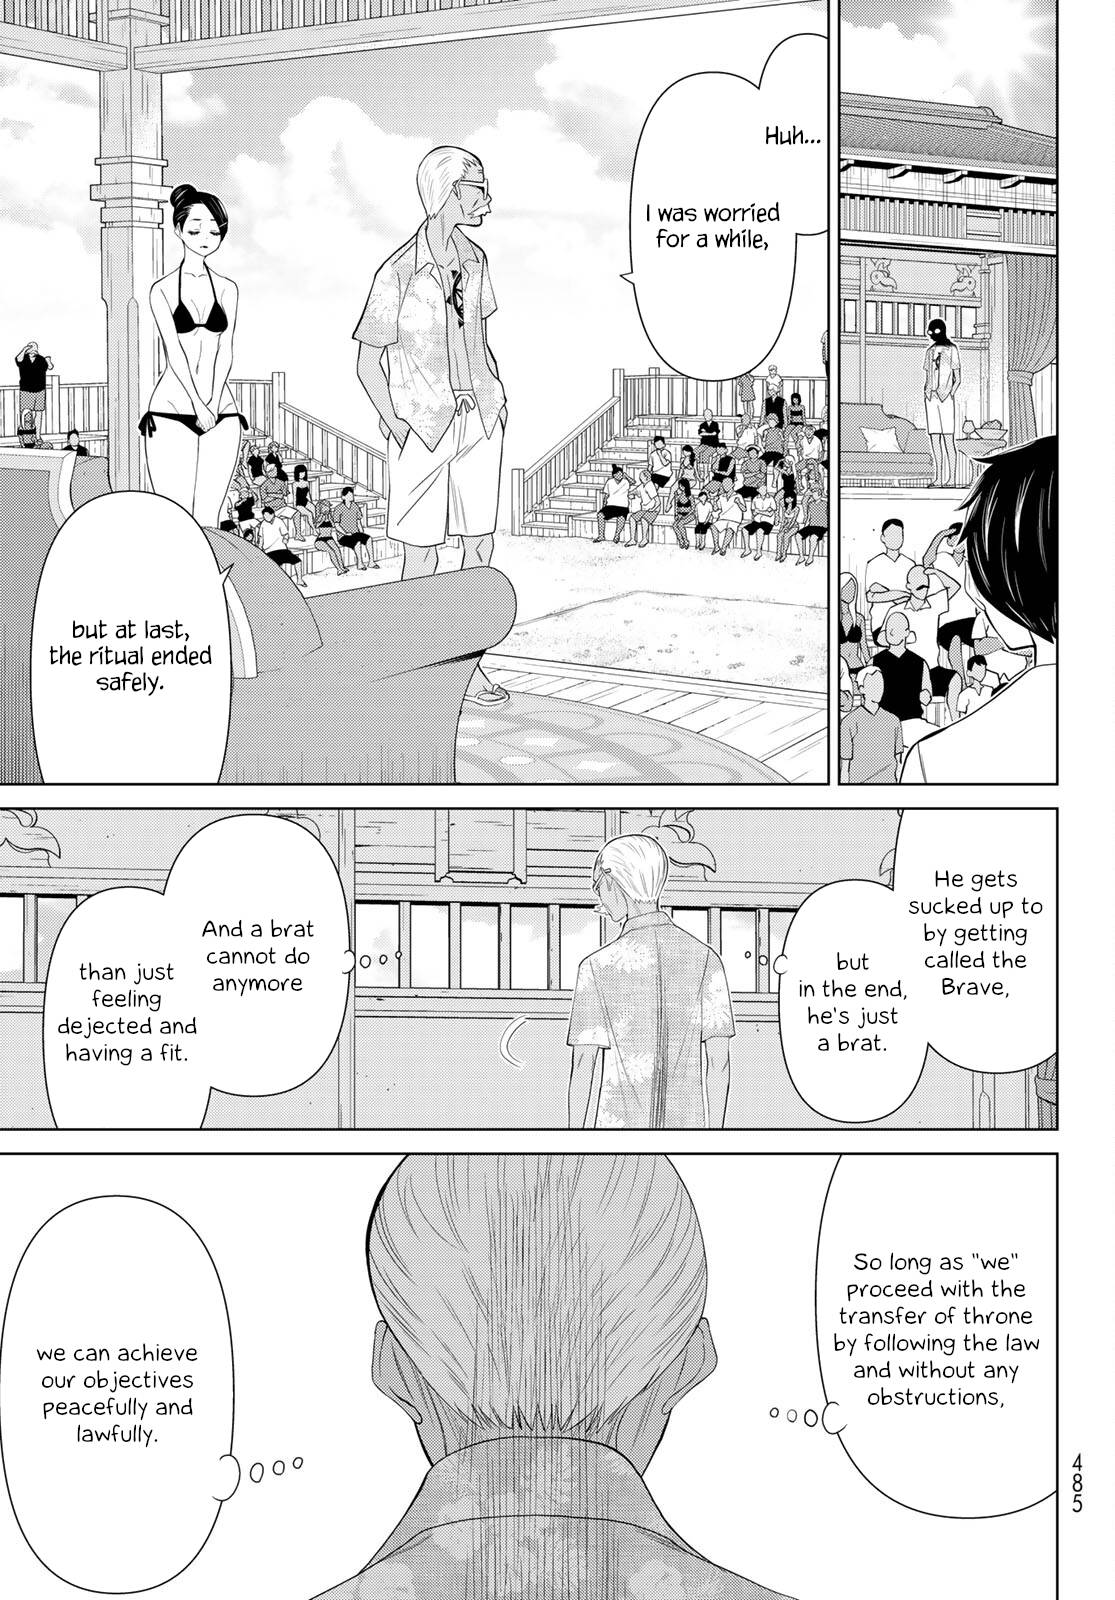 Huh...
I was worried
for a while,
but at last,
the ritual ended
safely.
He gets
sucked up to
by getting
called the
Brave,
but
in the end,
he's just
a brat.
And a brat
cannot do
anymore
than just
feeling
dejected and
having a fit.
So long as "we"
proceed with the
transfer of throne
by following the law
and without any
obstructions,
we can achieve
our objectives
peacefully and
lawfully.
485